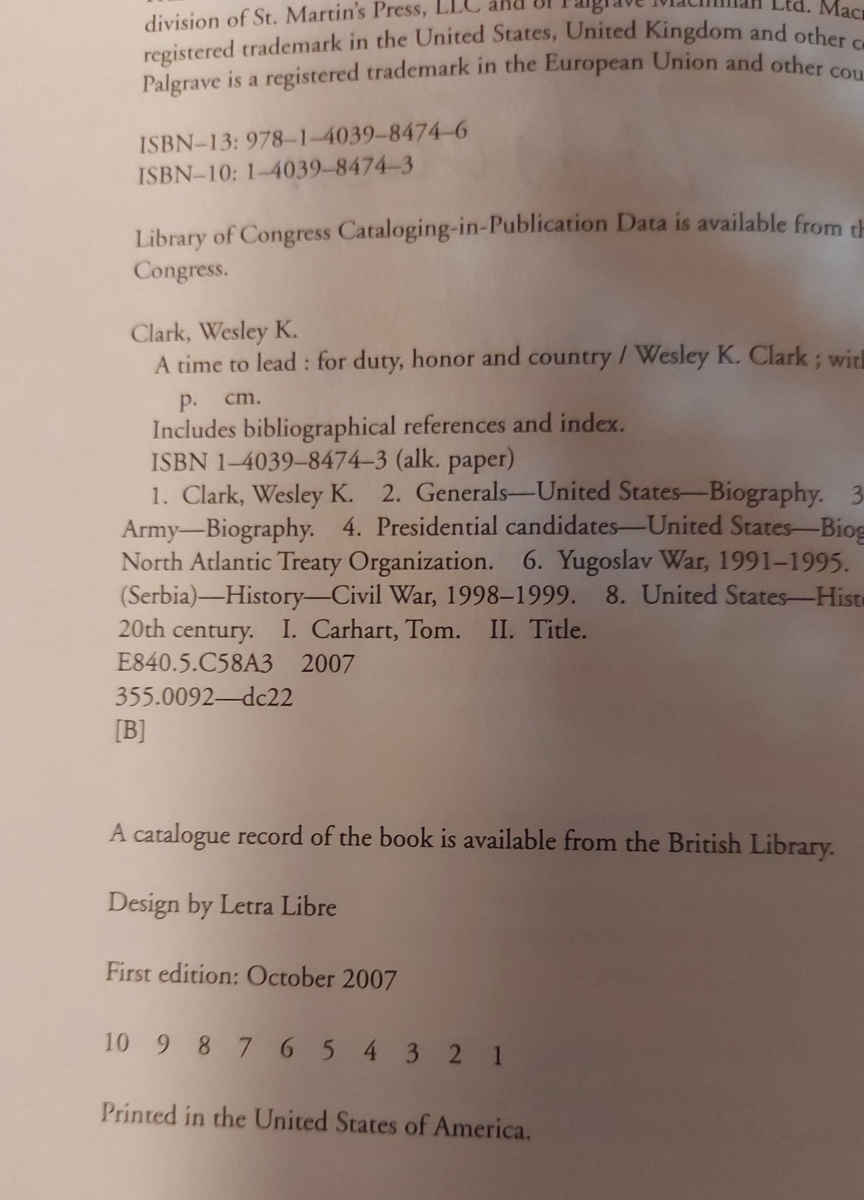 division of St. Martin's Press, LLC and of Palgrave Macmillan Ltd.
registered trademark in the United States, United Kingdom and other
Palgrave is a registered trademark in the European Union and other
ISBN–13: 978–1–4039–8474–6
ISBN–10: 1–4039–8474–3
Library of Congress Cataloging-in-Publication Data is available from
Congress.
Clark, Wesley K.
A time to lead : for duty, honor and country / Wesley K. Clark ;
p. cm.
Includes bibliographical references and index.
ISBN 1–4039–8474–3 (alk. paper)
1. Clark, Wesley K. 2. Generals—United States—Biography. 3
Army—Biography. 4. Presidential candidates—United States—Biog
North Atlantic Treaty Organization. 6. Yugoslav War, 1991–1995.
(Serbia)—History—Civil War, 1998–1999. 8. United States—Hist
20th century. I. Carhart, Tom. II. Title.
E840.5.C58A3 2007
355.0092—dc22
[B]
A catalogue record of the book is available from the British Library.
Design by Letra Libre
First edition: October 2007
10 9 8 7 6 5 4 3 2 1
Printed in the United States of America.